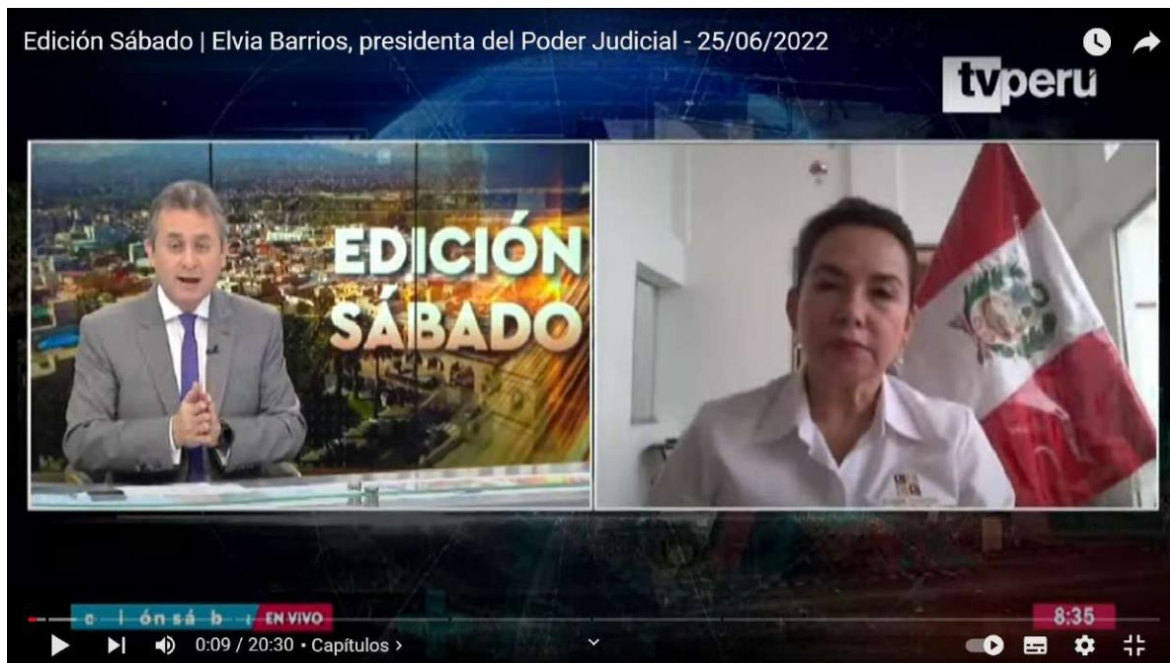 Edición Sábado | Elvia Barrios, presidenta del Poder Judicial - 25/06/2022
tvperú
EDICIÓN
SÁBADO
EN VIVO
8:35
0:09 / 20:30 • Capítulos >